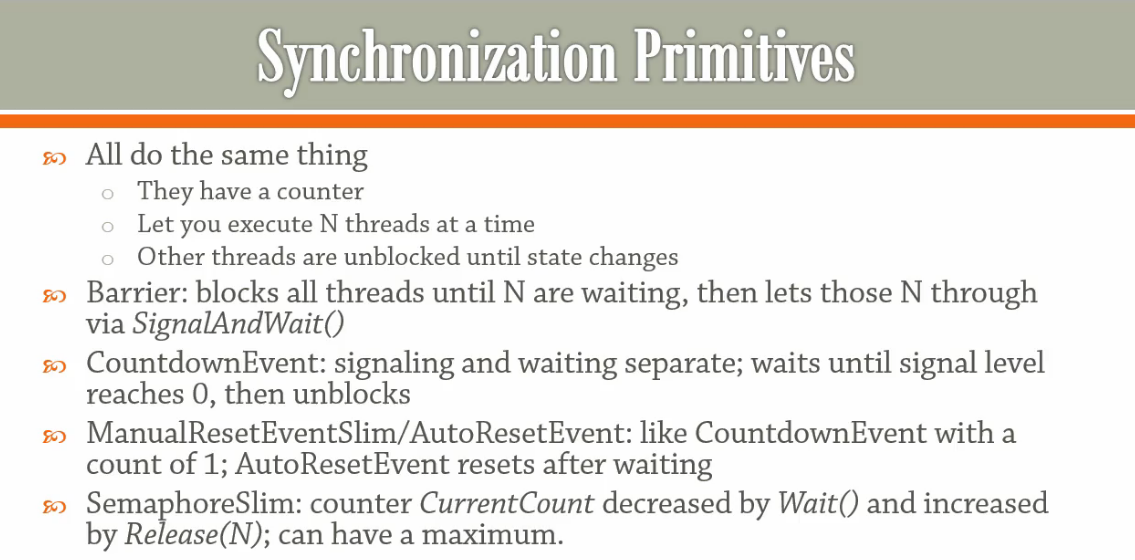 Synchronization Primitives
All do the same thing
They have a counter
Let you execute N threads at a time
Other threads are unblocked until state changes
Barrier: blocks all threads until N are waiting, then lets those N through
via SignalAndWait()
CountdownEvent: signaling and waiting separate; waits until signal level
reaches 0, then unblocks
ManualResetEventSlim/AutoResetEvent: like CountdownEvent with a
count of 1; AutoResetEvent resets after waiting
SemaphoreSlim: counter CurrentCount decreased by Wait() and increased
by Release(N); can have a maximum.